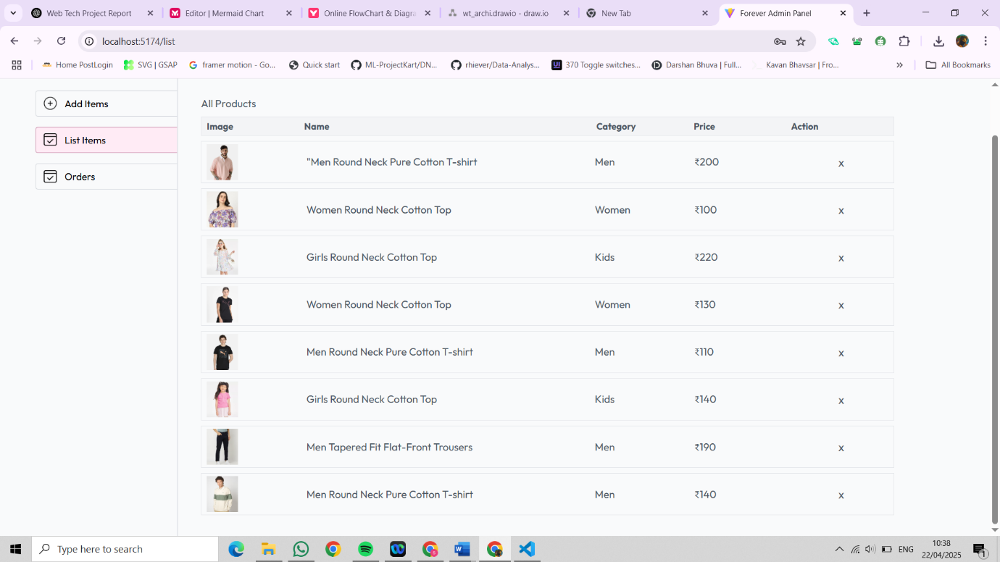 Web Tech Project Report
Editor | Mermaid Chart
Online FlowChart & Diagra
wt_archi.drawio - draw.io
New Tab
Forever Admin Panel
localhost:5174/list
Home PostLogin
SVG | GSAP
framer motion - Go...
Quick start
ML-ProjectKart/DN...
rhiever/Data-Analys...
UI
370 Toggle switches...
Darshan Bhuva | Full...
Kavan Bhavsar | Fro...
»
All Bookmarks
Add Items
List Items
Orders
All Products
Image Name Category Price Action
"Men Round Neck Pure Cotton T-shirt Men ₹200 x
Women Round Neck Cotton Top Women ₹100 x
Girls Round Neck Cotton Top Kids ₹220 x
Women Round Neck Cotton Top Women ₹130 x
Men Round Neck Pure Cotton T-shirt Men ₹110 x
Girls Round Neck Cotton Top Kids ₹140 x
Men Tapered Fit Flat-Front Trousers Men ₹190 x
Men Round Neck Pure Cotton T-shirt Men ₹140 x
Type here to search
ENG
10:38
22/04/2025
1